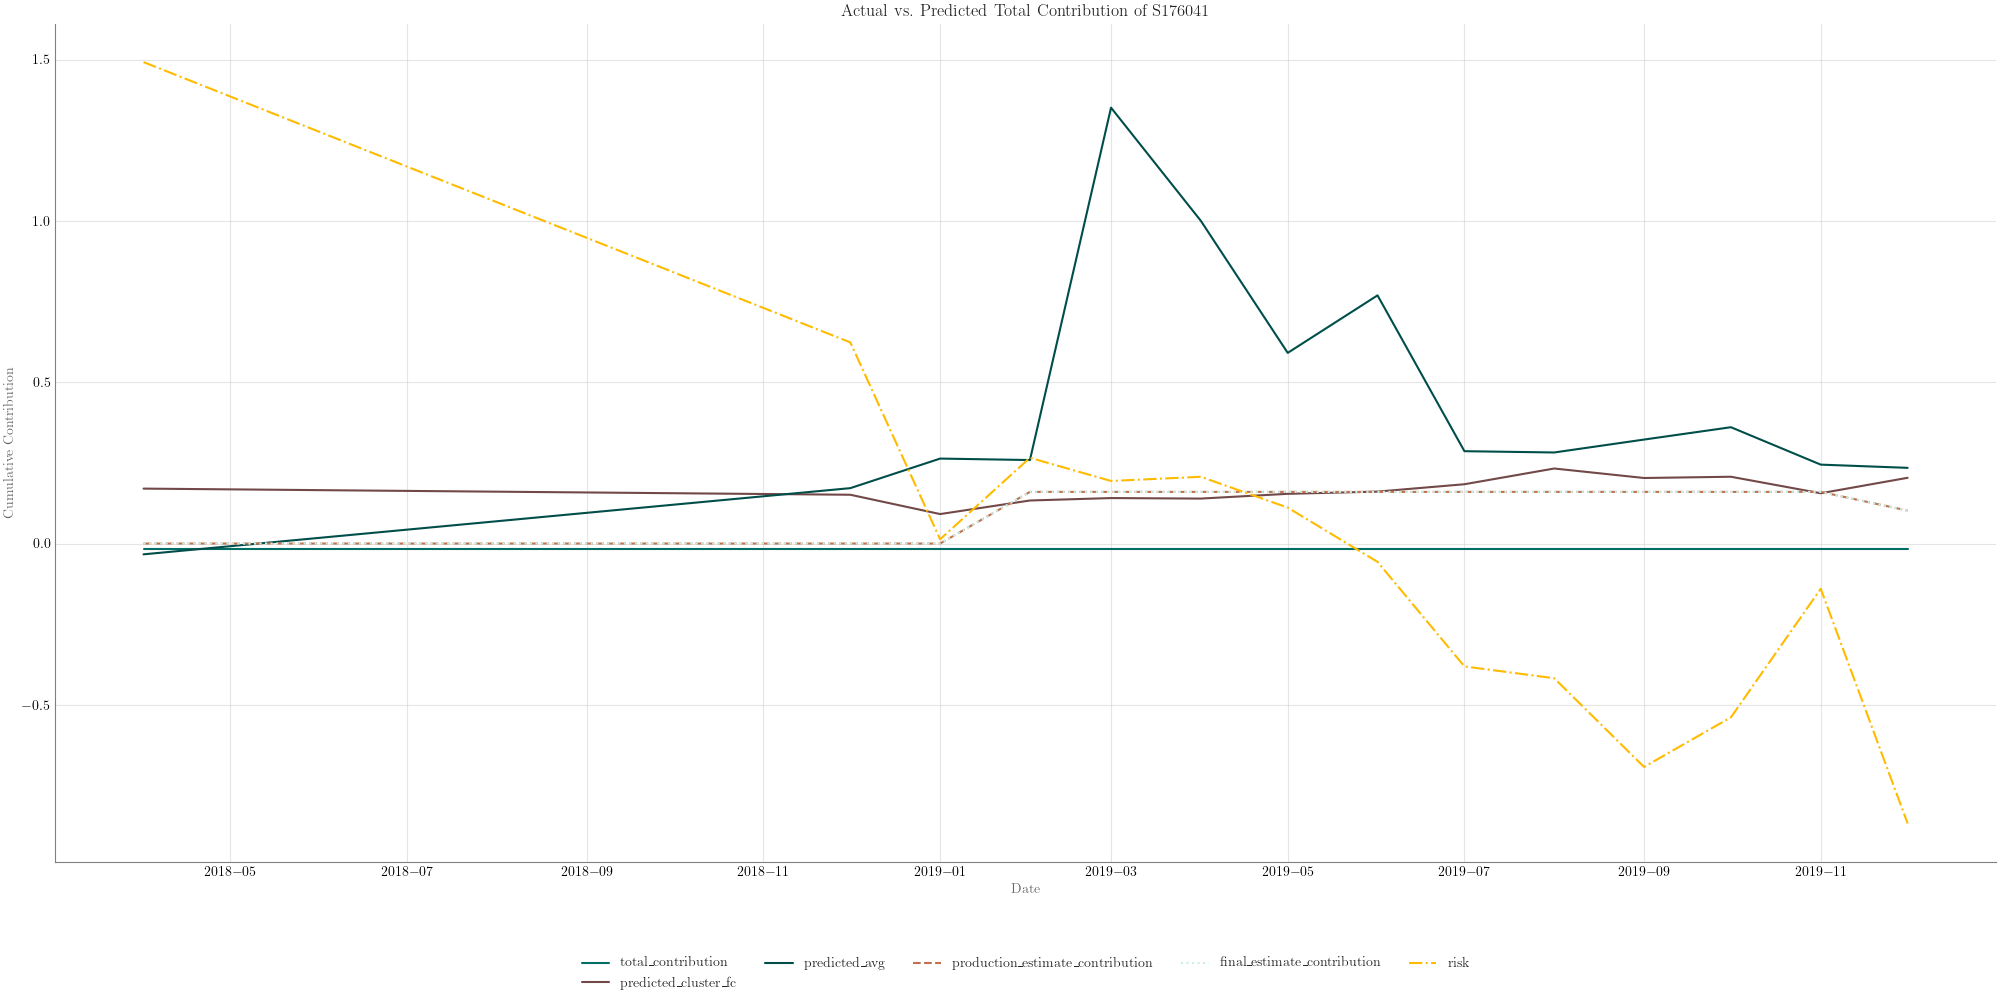 Actual vs. Predicted Total Contribution of S176041
1.5
1.0
0.5
0.0
−0.5
Cumulative Contribution
2018−05 2018−07 2018−09 2018−11 2019−01 2019−03 2019−05 2019−07 2019−09 2019−11
Date
total_contribution predicted_avg production_estimate_contribution final_estimate_contribution risk
predicted_cluster_fc